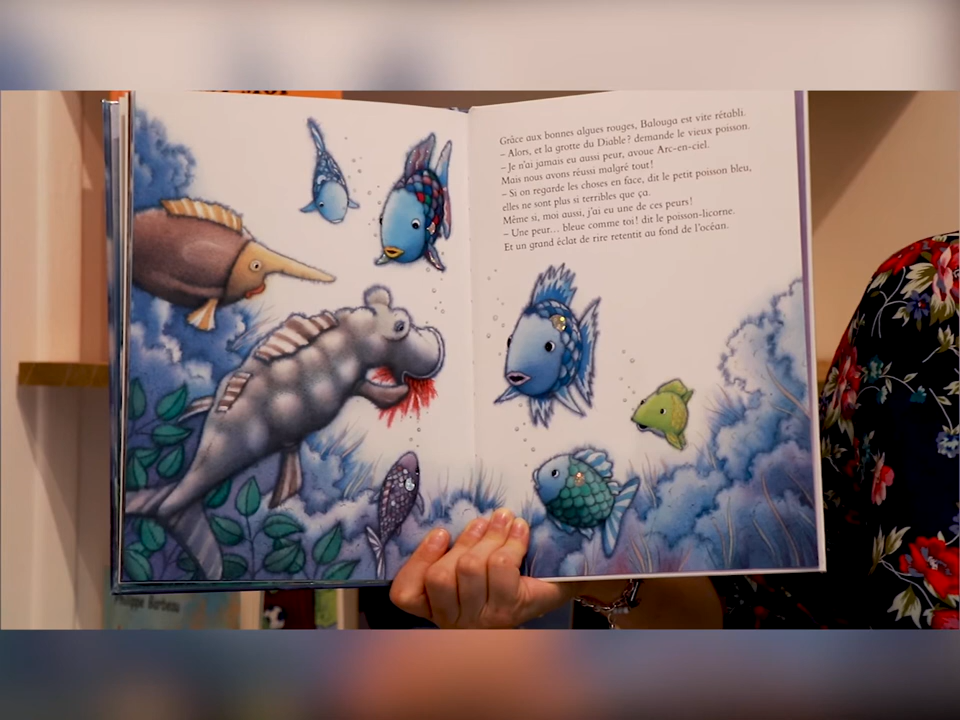 Grâce aux bonnes algues rouges, Balouga est vite rétabli.
– Alors, et la grotte du Diable? demande le vieux poisson.
– Je n'ai jamais eu aussi peur, avoue Arc-en-ciel.
Mais nous avons réussi malgré tout!
– Si on regarde les choses en face, dit le petit poisson bleu,
elles ne sont plus si terribles que ça.
Même si, moi aussi, j'ai eu une de ces peurs!
– Une peur... bleue comme toi! dit le poisson-licorne.
Et un grand éclat de rire retentit au fond de l'océan.
Philippe Barbeau